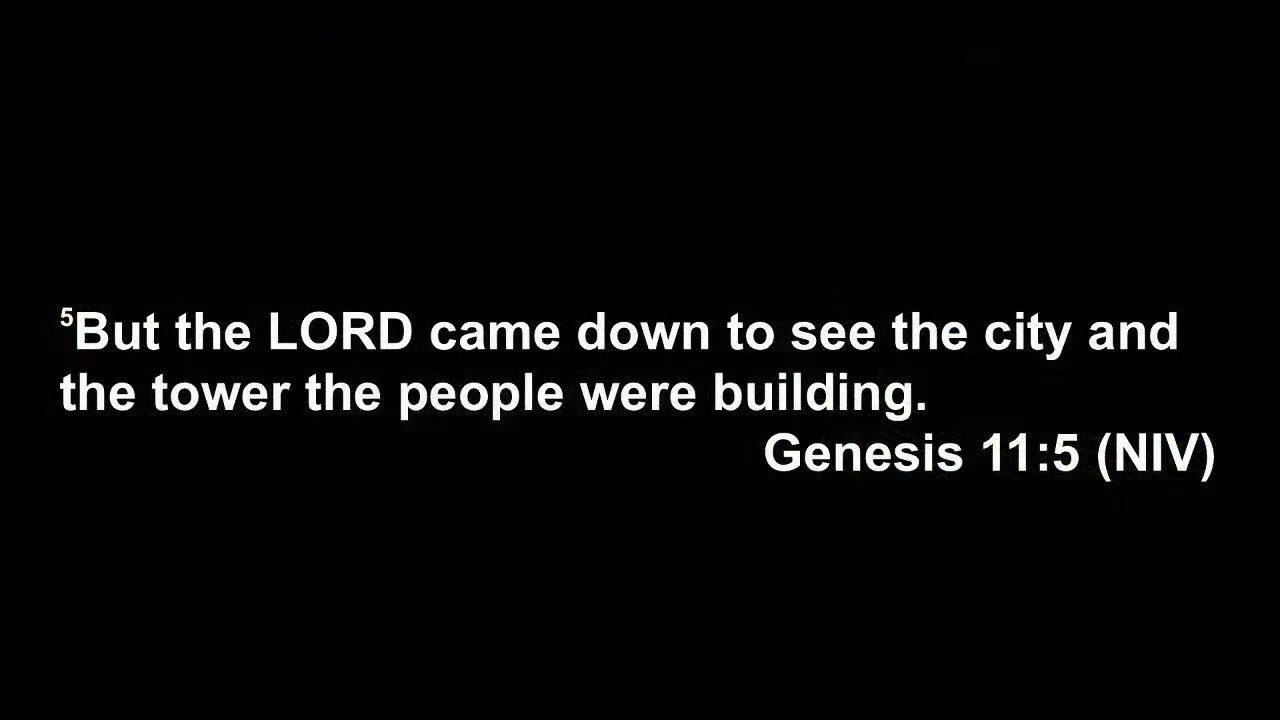 ⁵But the LORD came down to see the city and
the tower the people were building.
Genesis 11:5 (NIV)